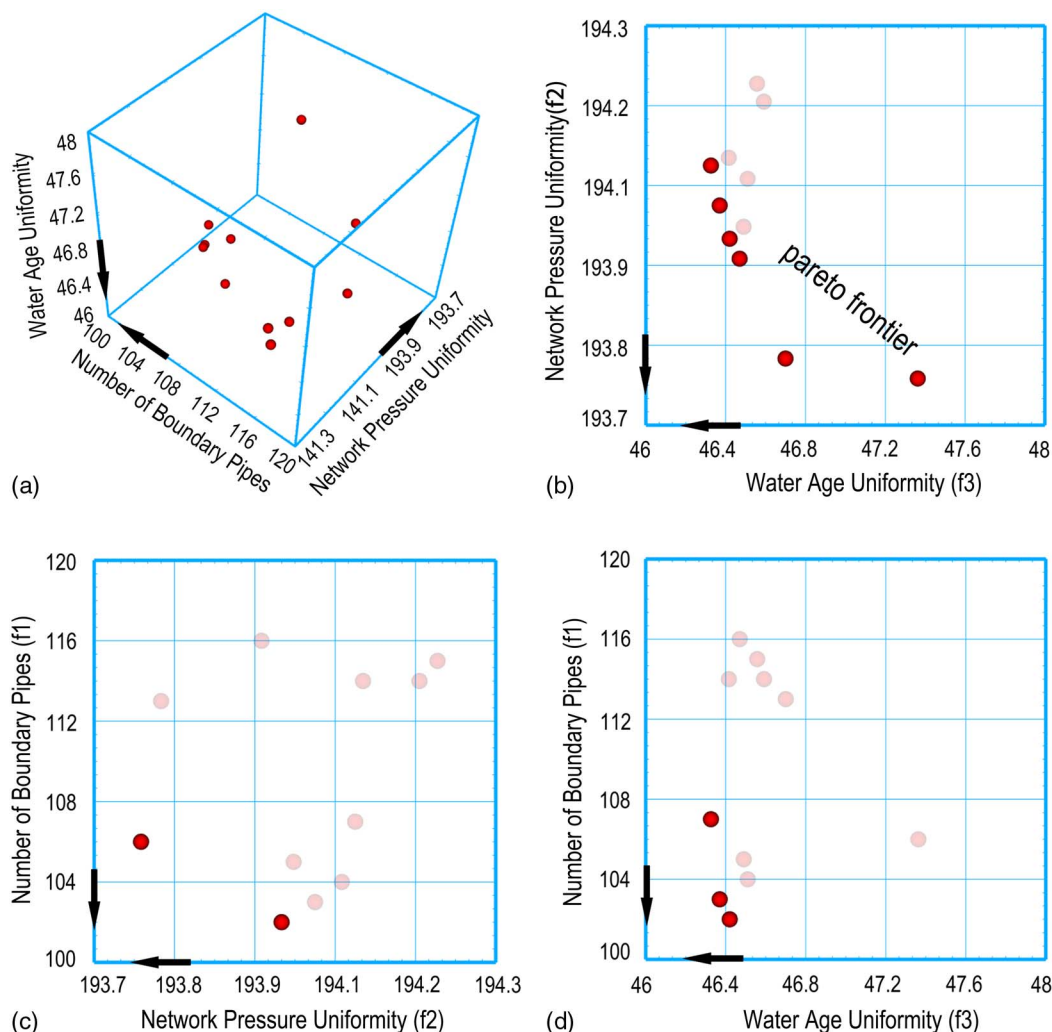 48
47.6
47.2
46.8
46.4
46
Water Age Uniformity
100
104
108
112
116
120
Number of Boundary Pipes
141.3
141.1
193.9
193.7
Network Pressure Uniformity
(a)
194.3
194.2
194.1
193.9
193.8
193.7
Network Pressure Uniformity(f2)
pareto frontier
46 46.4 46.8 47.2 47.6 48
Water Age Uniformity (f3)
(b)
120
116
112
108
104
100
Number of Boundary Pipes (f1)
193.7 193.8 193.9 194.1 194.2 194.3
Network Pressure Uniformity (f2)
(c)
120
116
112
108
104
100
Number of Boundary Pipes (f1)
46 46.4 46.8 47.2 47.6 48
Water Age Uniformity (f3)
(d)